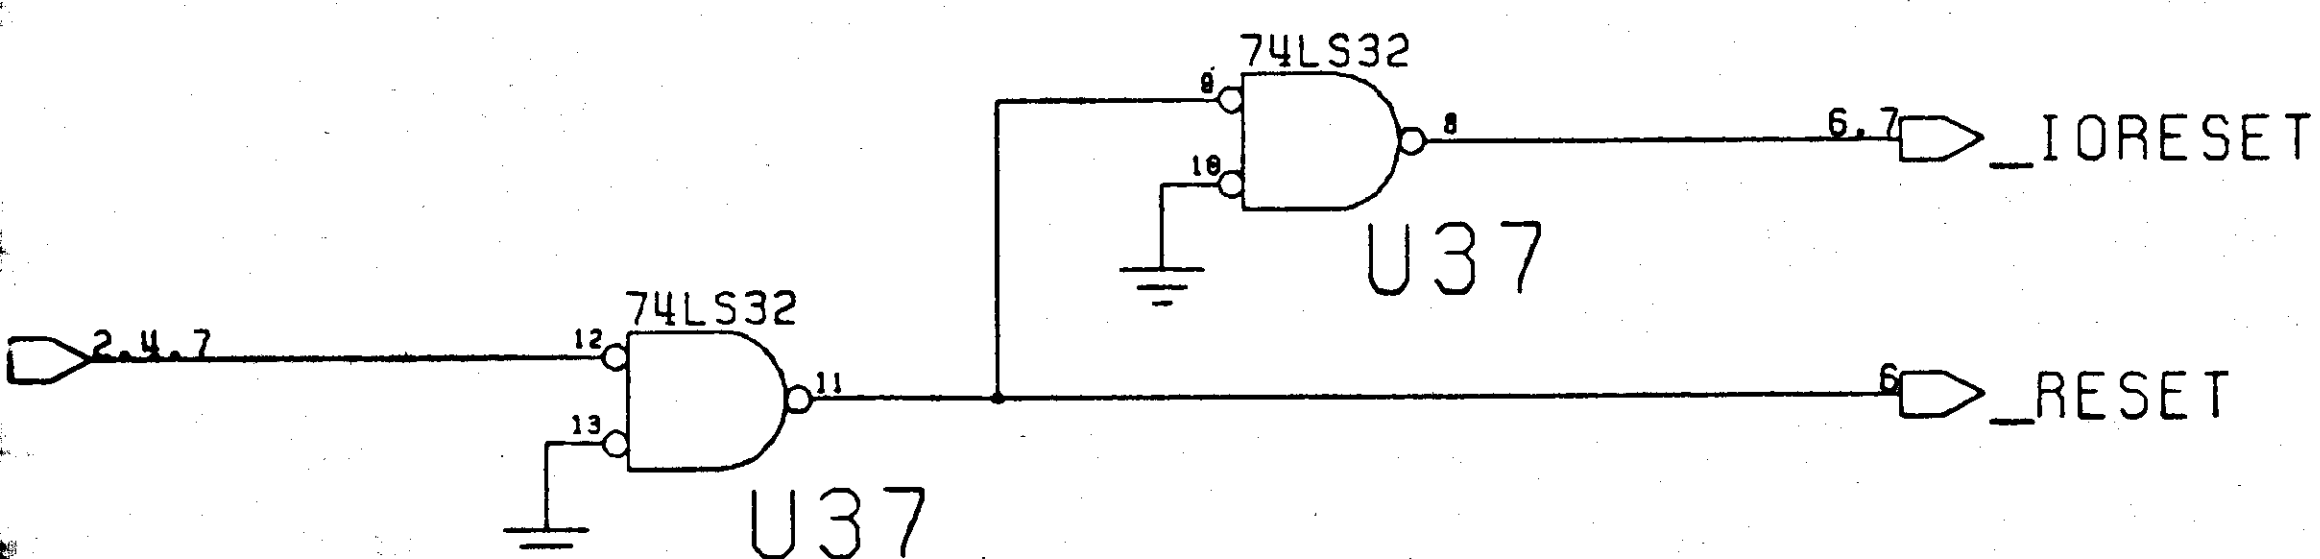 74LS32
9
8
10
6.7
_IORESET
U37
74LS32
2.4.7
12
11
13
6
_RESET
U37